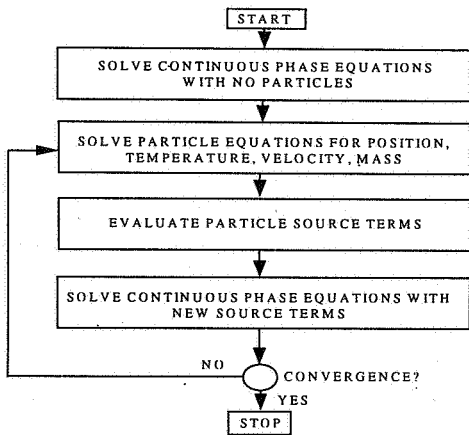 START
SOLVE CONTINUOUS PHASE EQUATIONS
WITH NO PARTICLES
SOLVE PARTICLE EQUATIONS FOR POSITION,
TEMPERATURE, VELOCITY, MASS
EVALUATE PARTICLE SOURCE TERMS
SOLVE CONTINUOUS PHASE EQUATIONS WITH
NEW SOURCE TERMS
NO
CONVERGENCE?
YES
STOP